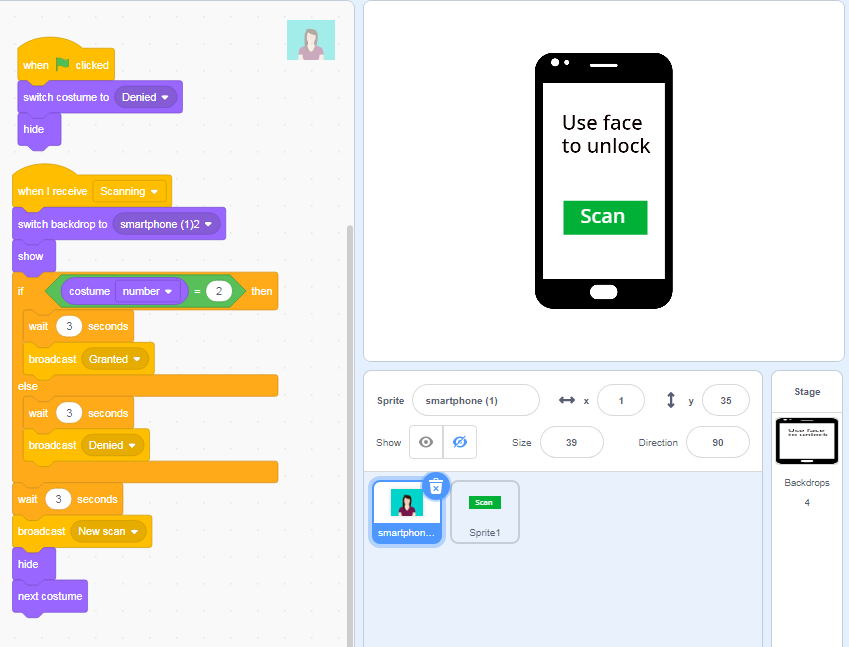 when clicked
switch costume to Denied
hide
when I receive Scanning
switch backdrop to smartphone (1)2
show
if costume number = 2 then
wait 3 seconds
broadcast Granted
else
wait 3 seconds
broadcast Denied
wait 3 seconds
broadcast New scan
hide
next costume
Use face
to unlock
Scan
Sprite smartphone (1) x 1 y 35
Show Size 39 Direction 90
smartphon...
Scan
Sprite1
Stage
Use face
to unlock
Backdrops
4